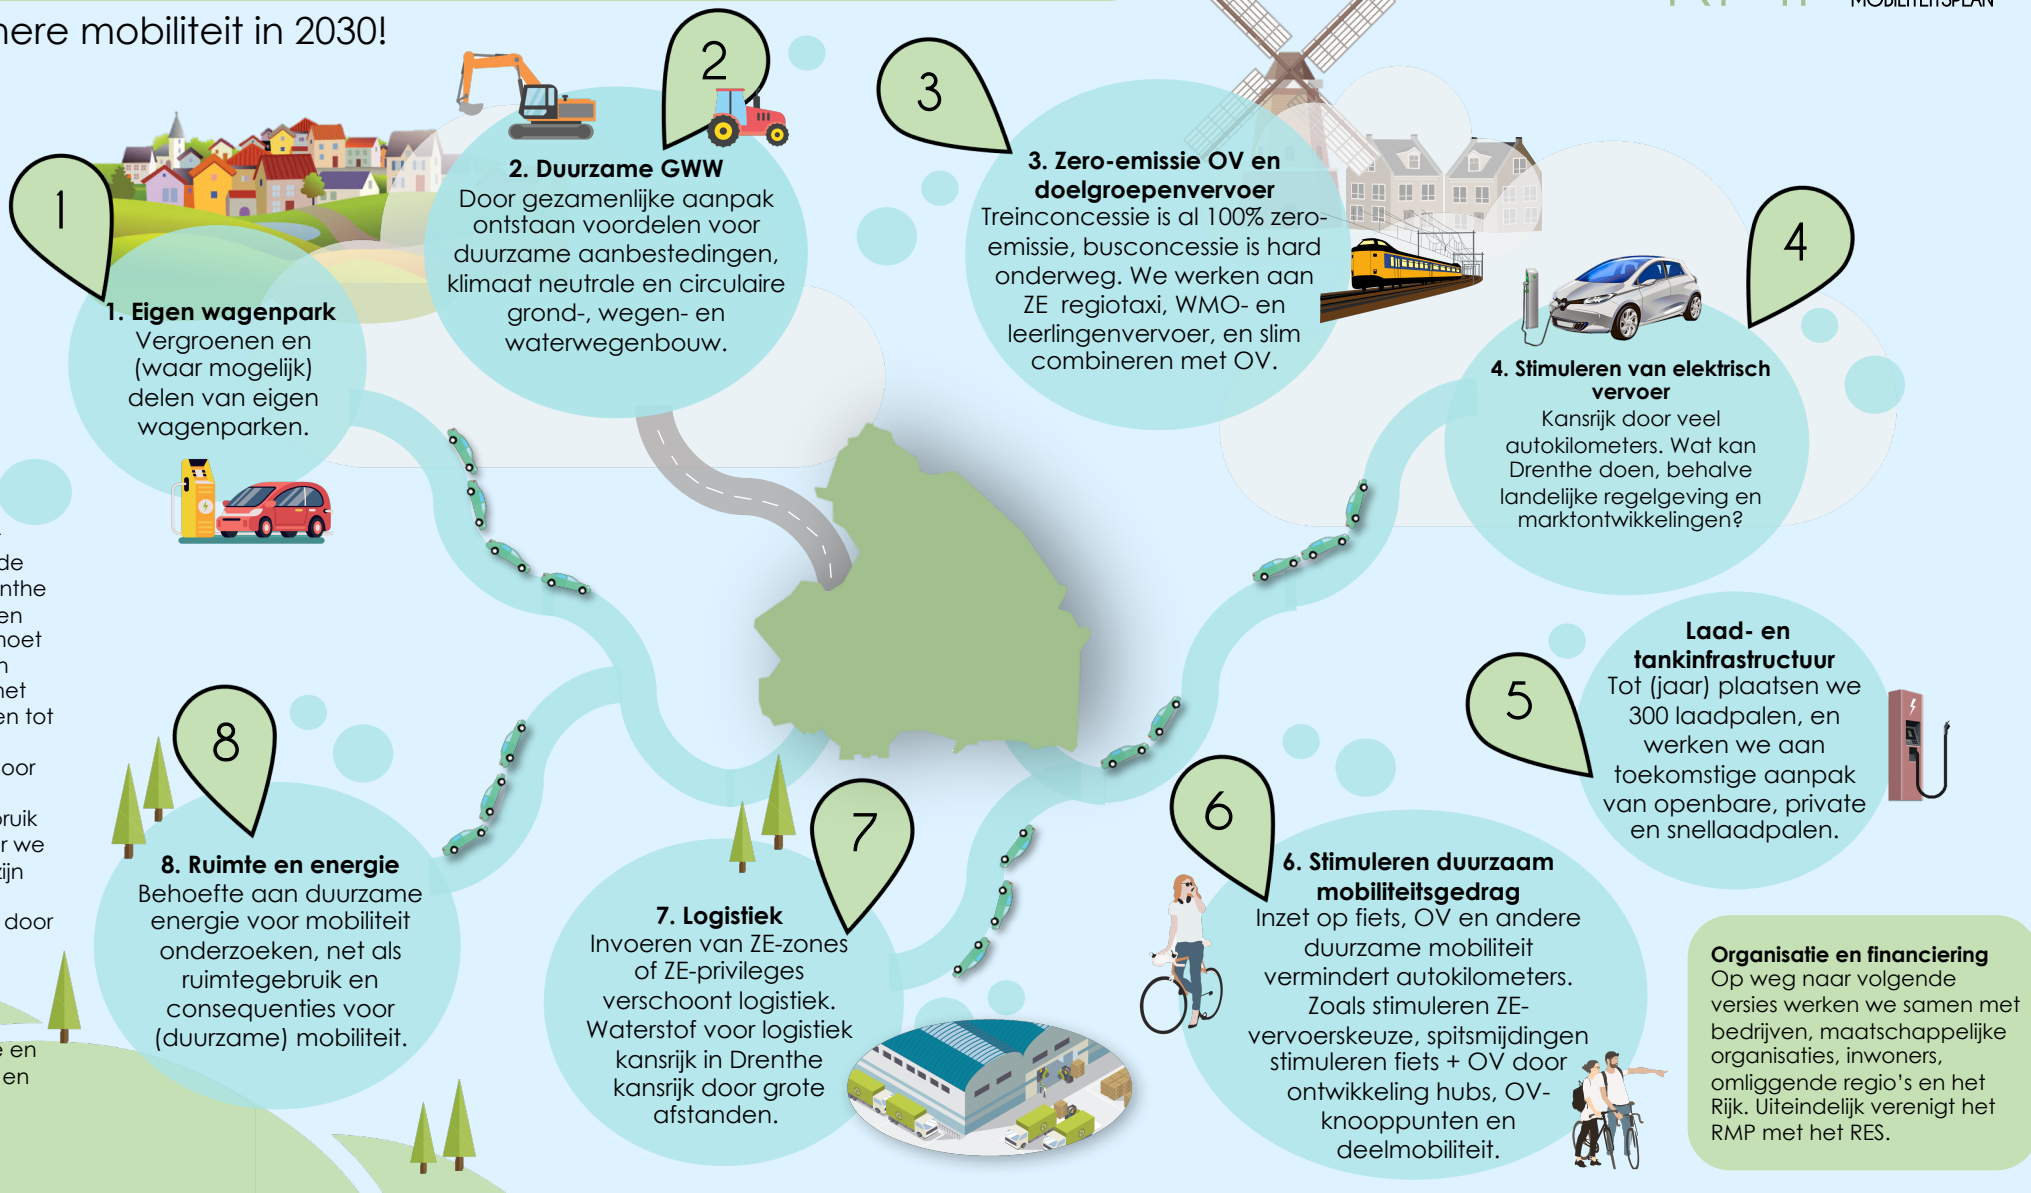 mobiliteit in 2030!
MOBILITEITSPLAN
1
1. Eigen wagenpark
Vergroenen en
(waar mogelijk)
delen van eigen
wagenparken.
2
2. Duurzame GWW
Door gezamenlijke aanpak
ontstaan voordelen voor
duurzame aanbestedingen,
klimaat neutrale en circulaire
grond-, wegen- en
waterwegenbouw.
3
3. Zero-emissie OV en
doelgroepenvervoer
Treinconcessie is al 100% zero-
emissie, busconcessie is hard
onderweg. We werken aan
ZE regiotaxi, WMO- en
leerlingenvervoer, en slim
combineren met OV.
4
4. Stimuleren van elektrisch
vervoer
Kansrijk door veel
autokilometers. Wat kan
Drenthe doen, behalve
landelijke regelgeving en
marktontwikkelingen?
5
Laad- en
tankinfrastructuur
Tot (jaar) plaatsen we
300 laadpalen, en
werken we aan
toekomstige aanpak
van openbare, private
en snellaadpalen.
6
6. Stimuleren duurzaam
mobiliteitsgedrag
Inzet op fiets, OV en andere
duurzame mobiliteit
vermindert autokilometers.
Zoals stimuleren ZE-
vervoerskeuze, spitsmijdingen
stimuleren fiets + OV door
ontwikkeling hubs, OV-
knooppunten en
deelmobiliteit.
7
7. Logistiek
Invoeren van ZE-zones
of ZE-privileges
verschoont logistiek.
Waterstof voor logistiek
kansrijk in Drenthe
kansrijk door grote
afstanden.
8
8. Ruimte en energie
Behoefte aan duurzame
energie voor mobiliteit
onderzoeken, net als
ruimtegebruik en
consequenties voor
(duurzame) mobiliteit.
Organisatie en financiering
Op weg naar volgende
versies werken we samen met
bedrijven, maatschappelijke
organisaties, inwoners,
omliggende regio's en het
Rijk. Uiteindelijk verenigt het
RMP met het RES.
de
en
en tot
we
door
en
en